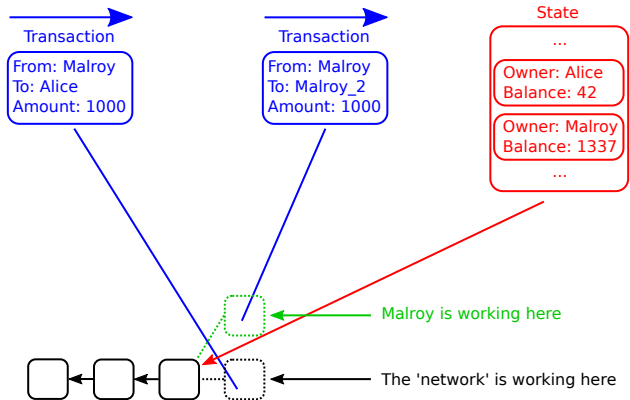 Transaction
From: Malroy
To: Alice
Amount: 1000
Transaction
From: Malroy
To: Malroy_2
Amount: 1000
State
...
Owner: Alice
Balance: 42
Owner: Malroy
Balance: 1337
...
Malroy is working here
The 'network' is working here